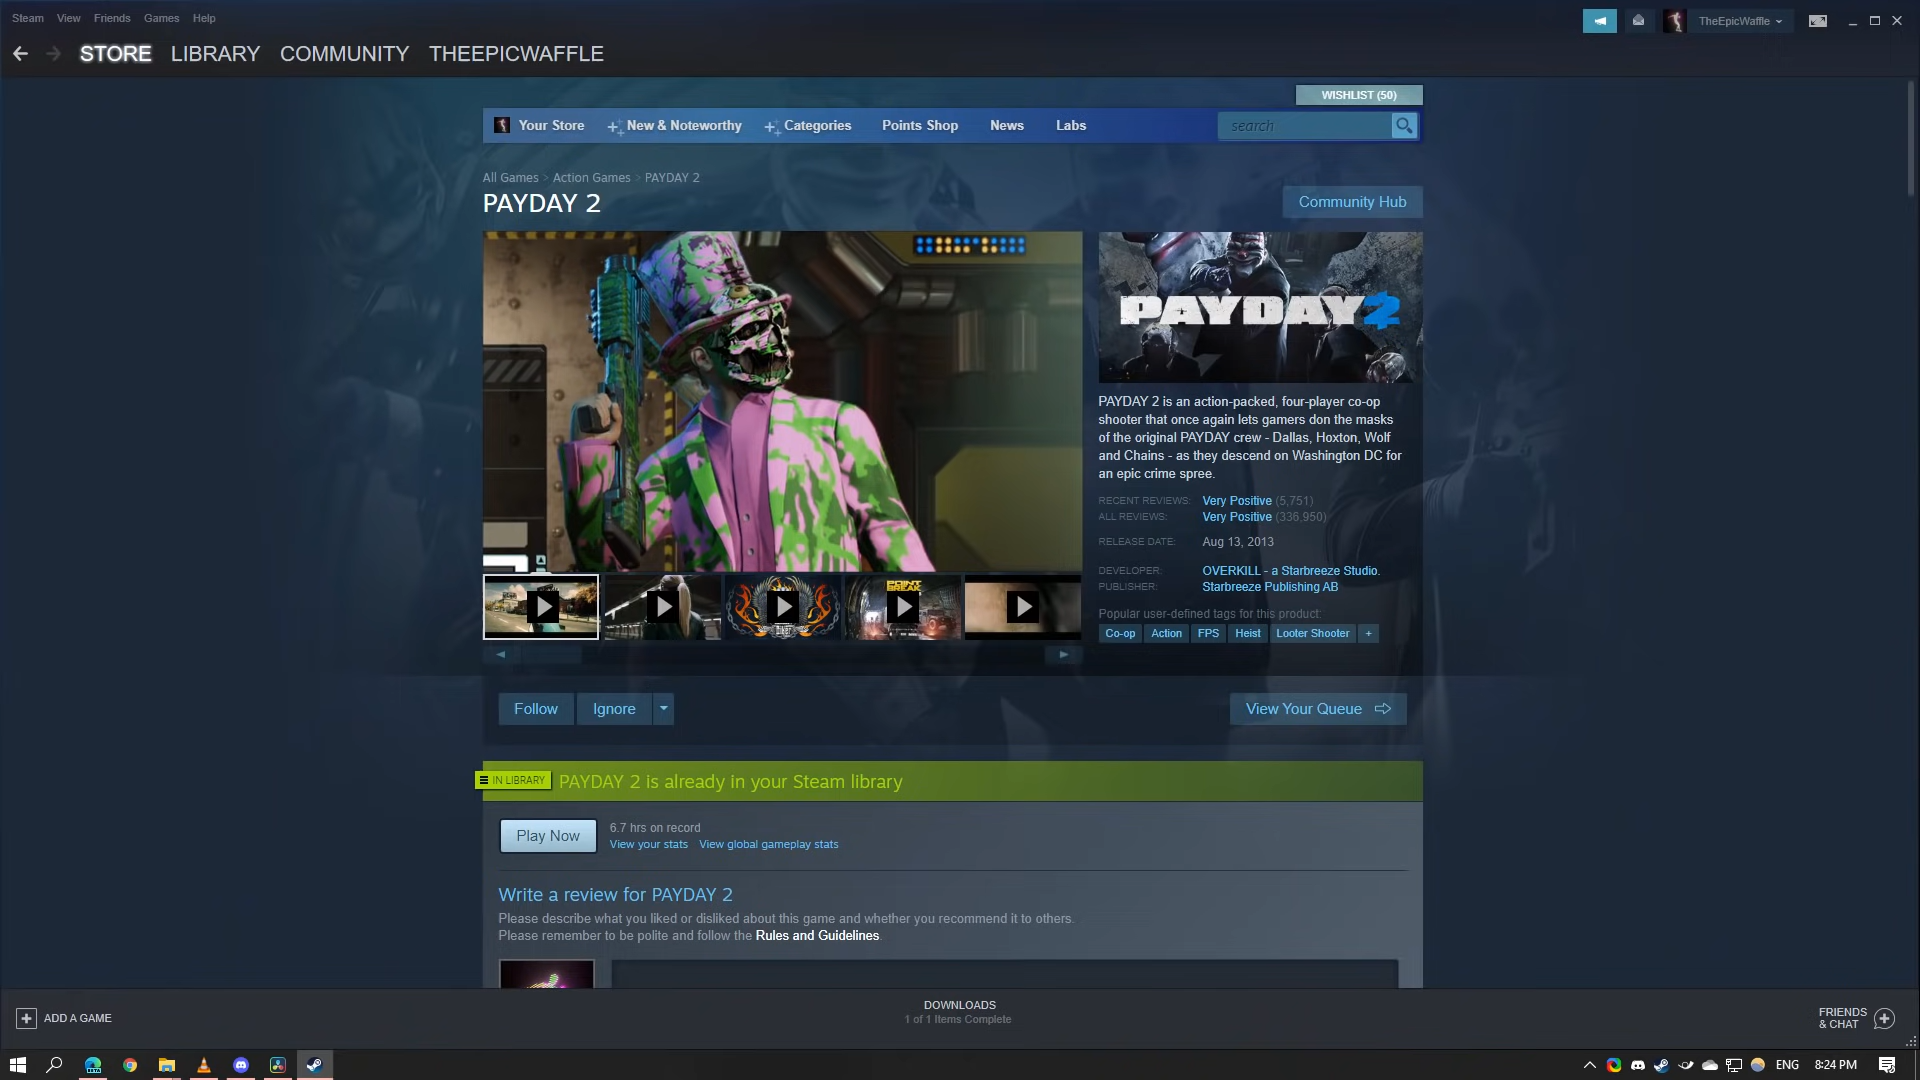 Steam View Friends Games Help
TheEpicWaffle
STORE LIBRARY COMMUNITY THEEPICWAFFLE
WISHLIST (50)
Your Store New & Noteworthy Categories Points Shop News Labs search
All Games > Action Games > PAYDAY 2
PAYDAY 2
Community Hub
PAYDAY 2
PAYDAY 2 is an action-packed, four-player co-op
shooter that once again lets gamers don the masks
of the original PAYDAY crew - Dallas, Hoxton, Wolf
and Chains - as they descend on Washington DC for
an epic crime spree.
RECENT REVIEWS: Very Positive (5,751)
ALL REVIEWS: Very Positive (336,950)
RELEASE DATE: Aug 13, 2013
DEVELOPER: OVERKILL - a Starbreeze Studio.
PUBLISHER: Starbreeze Publishing AB
Popular user-defined tags for this product:
Co-op Action FPS Heist Looter Shooter +
Biker
POINT BREAK
Follow Ignore View Your Queue
IN LIBRARY PAYDAY 2 is already in your Steam library
Play Now
6.7 hrs on record
View your stats View global gameplay stats
Write a review for PAYDAY 2
Please describe what you liked or disliked about this game and whether you recommend it to others.
Please remember to be polite and follow the Rules and Guidelines.
ADD A GAME
DOWNLOADS
1 of 1 Items Complete
FRIENDS
& CHAT
ENG 8:24 PM